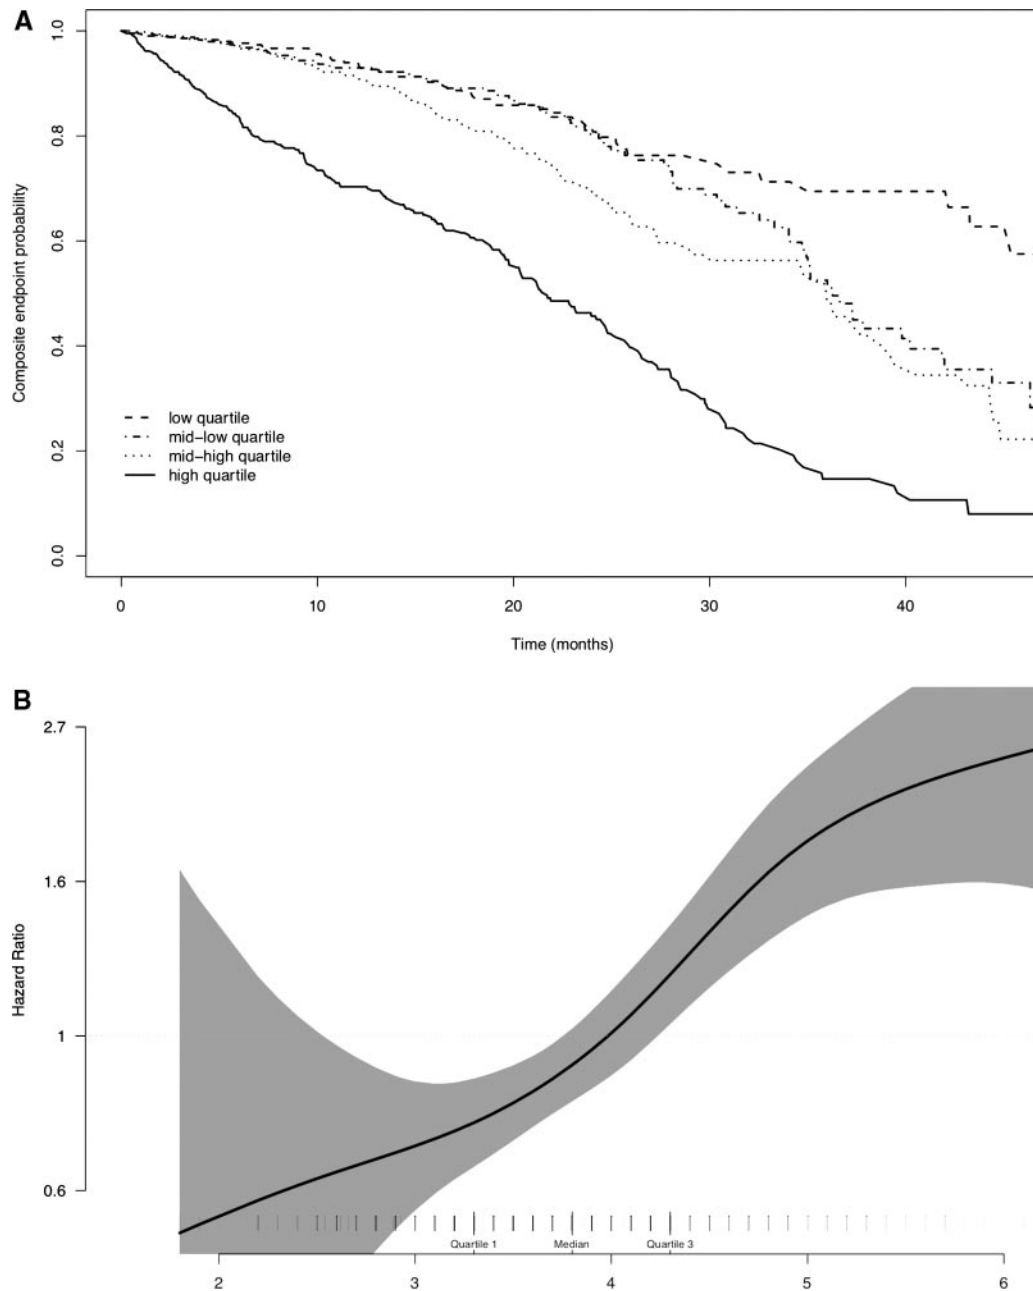 A
Composite endpoint probability
1.0
0.8
0.6
0.4
0.2
0.0
low quartile
mid−low quartile
mid−high quartile
high quartile
0 10 20 30 40
Time (months)
B
Hazard Ratio
2.7
1.6
1
0.6
Quartile 1 Median Quartile 3
2 3 4 5 6